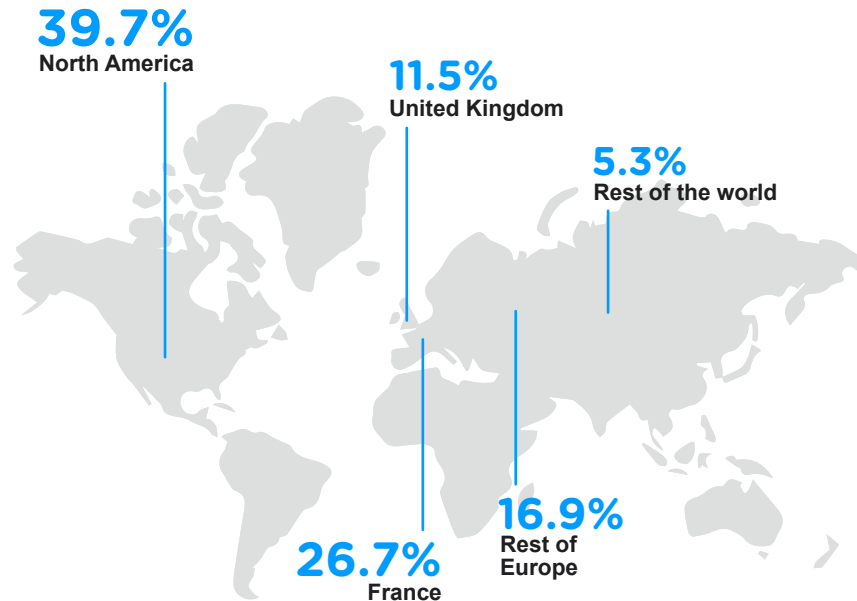 39.7%
North America
11.5%
United Kingdom
5.3%
Rest of the world
26.7%
France
16.9%
Rest of
Europe